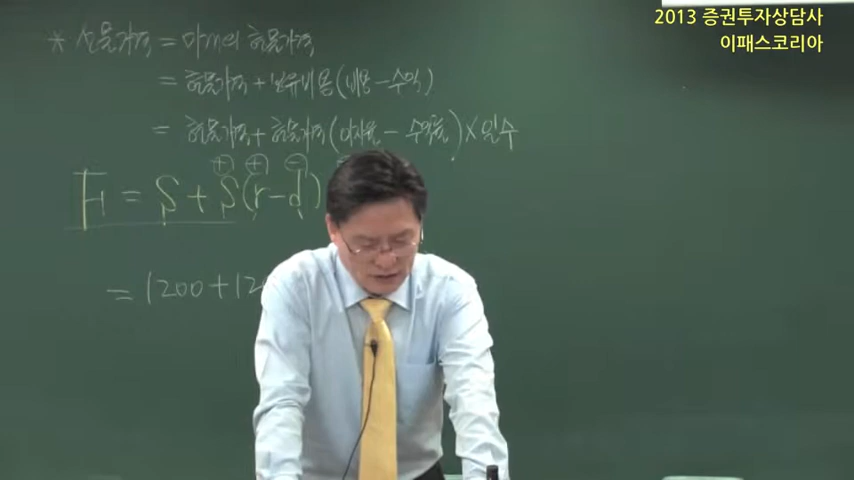 2013 증권투자상담사
이패스코리아
* 선물가격 = 미래의 현물가격
= 현물가격 + 보유비용(비용 - 수익)
= 현물가격 + 현물가격(이자율 - 수익률) × 일수
⊕ ⊕ ⊖
F = S + S(r-d)
= 1200 + 12